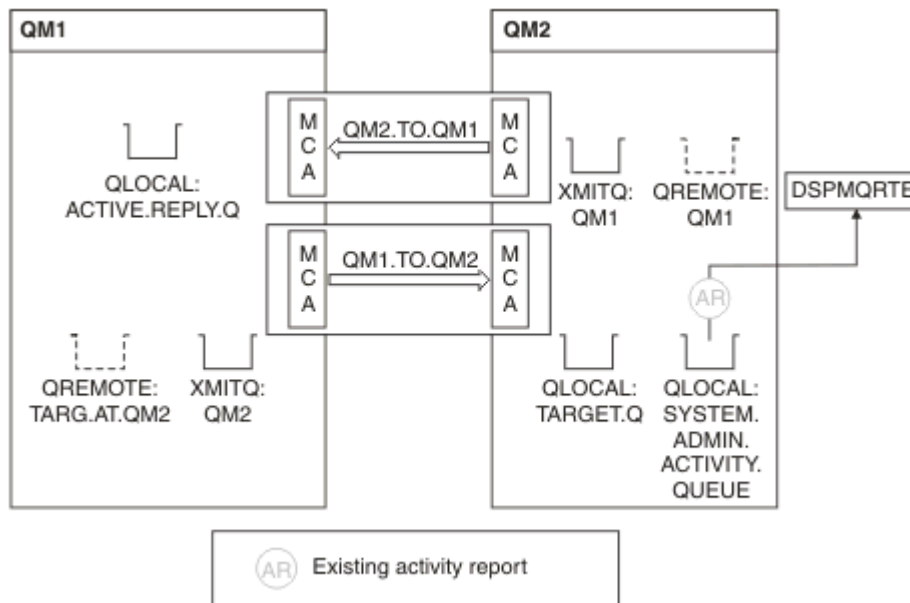 QM1
QM2
M
C
A
QM2.TO.QM1
M
C
A
QLOCAL:
ACTIVE.REPLY.Q
XMITQ:
QM1
QREMOTE:
QM1
DSPMQRTE
M
C
A
QM1.TO.QM2
M
C
A
AR
QREMOTE:
TARG.AT.QM2
XMITQ:
QM2
QLOCAL:
TARGET.Q
QLOCAL:
SYSTEM.
ADMIN.
ACTIVITY.
QUEUE
AR Existing activity report